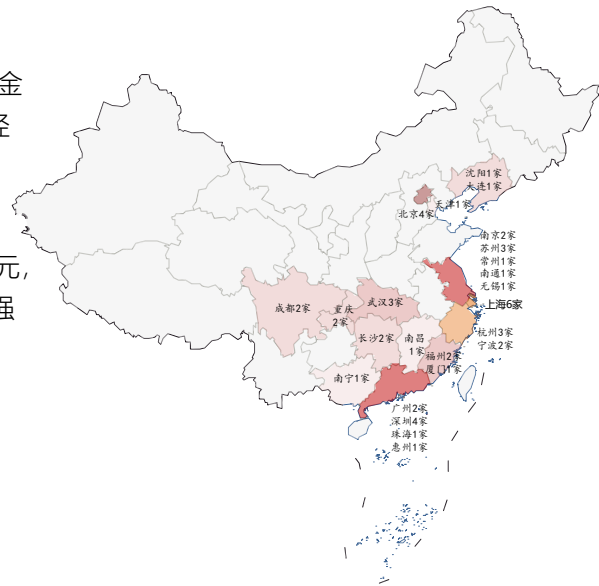 金
径
元，
强
沈阳1家
大连1家
天津1家
北京4家
南京2家
苏州3家
常州1家
南通1家
无锡1家
上海6家
成都2家
重庆
2家
武汉3家
长沙2家
南昌
1家
杭州3家
宁波2家
福州2家
厦门1家
南宁1家
广州2家
深圳4家
珠海1家
惠州1家